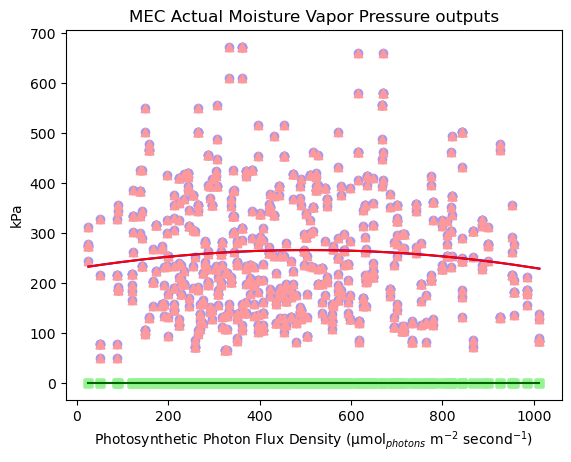 MEC Actual Moisture Vapor Pressure outputs
700
600
500
400
300
200
100
0
kPa
0 200 400 600 800 1000
Photosynthetic Photon Flux Density (μmol$_{photons}$ m$^{-2}$ second$^{-1}$)